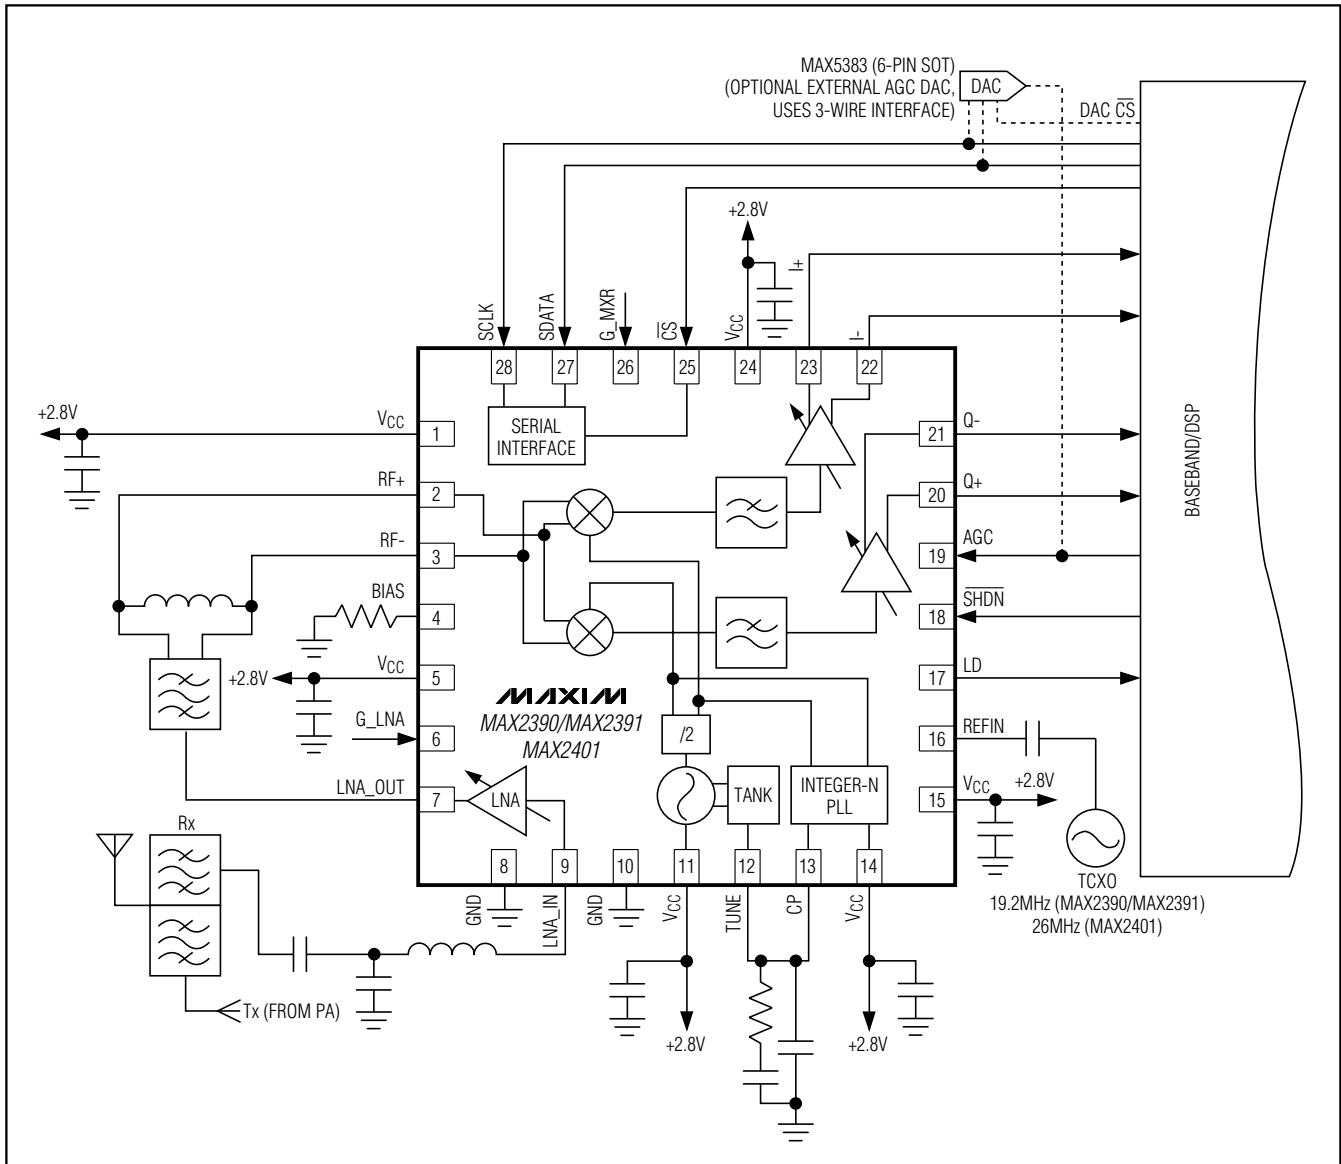 MAX5383 (6-PIN SOT)
(OPTIONAL EXTERNAL AGC DAC,
USES 3-WIRE INTERFACE)
DAC
DAC C̅S̅
+2.8V
I+
SCLK
SDATA
G_MXR
C̅S̅
VCC
I-
28
27
26
25
24
23
22
+2.8V
VCC
1
SERIAL
INTERFACE
21
Q-
RF+
2
20
Q+
BASEBAND/DSP
RF-
3
19
AGC
BIAS
4
18
S̅H̅D̅N̅
+2.8V
VCC
5
17
LD
MAXIM
MAX2390/MAX2391
MAX2401
G_LNA
6
/2
16
REFIN
LNA_OUT
7
LNA
TANK
INTEGER-N
PLL
15
VCC
+2.8V
Rx
8
9
10
11
12
13
14
GND
LNA_IN
GND
VCC
TUNE
CP
VCC
TCXO
19.2MHz (MAX2390/MAX2391)
26MHz (MAX2401)
Tx (FROM PA)
+2.8V
+2.8V